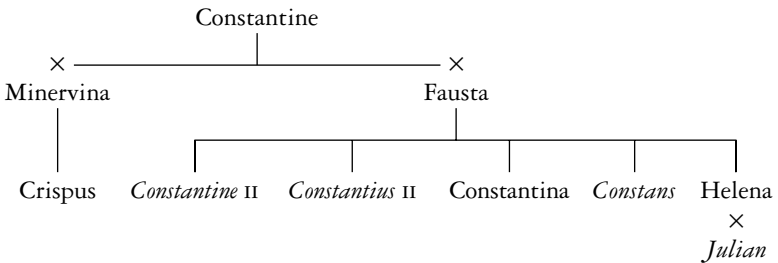 Constantine
× ×
Minervina Fausta
Crispus Constantine II Constantius II Constantina Constans Helena
×
Julian